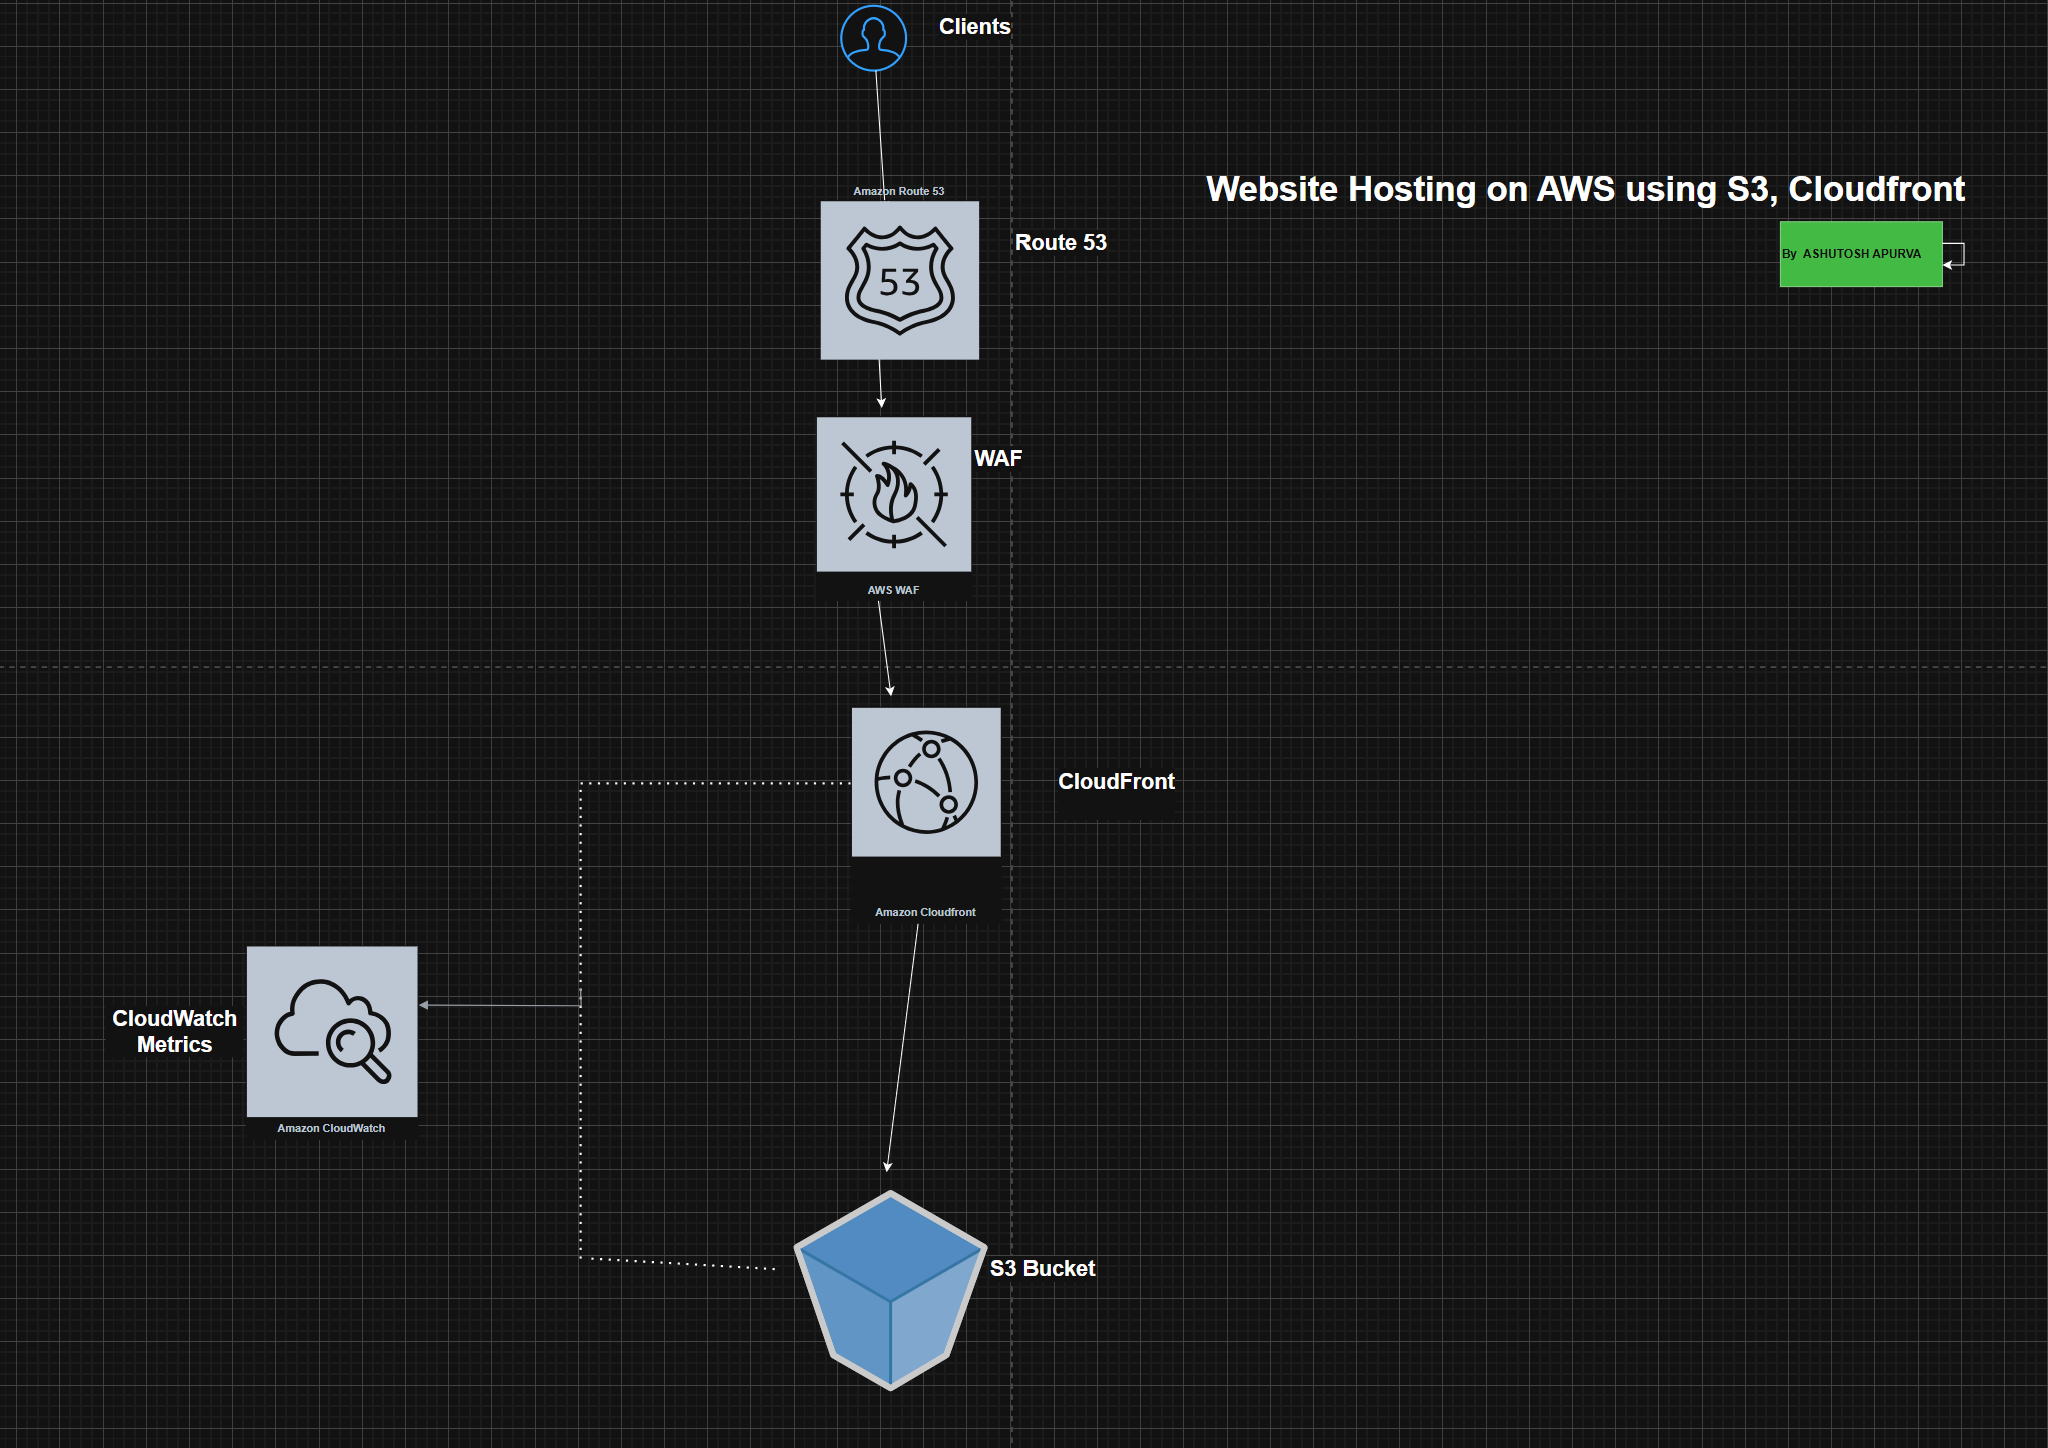 Clients
Amazon Route 53
53
Route 53
Website Hosting on AWS using S3, Cloudfront
By ASHUTOSH APURVA
WAF
AWS WAF
CloudFront
Amazon Cloudfront
CloudWatch
Metrics
Amazon CloudWatch
S3 Bucket